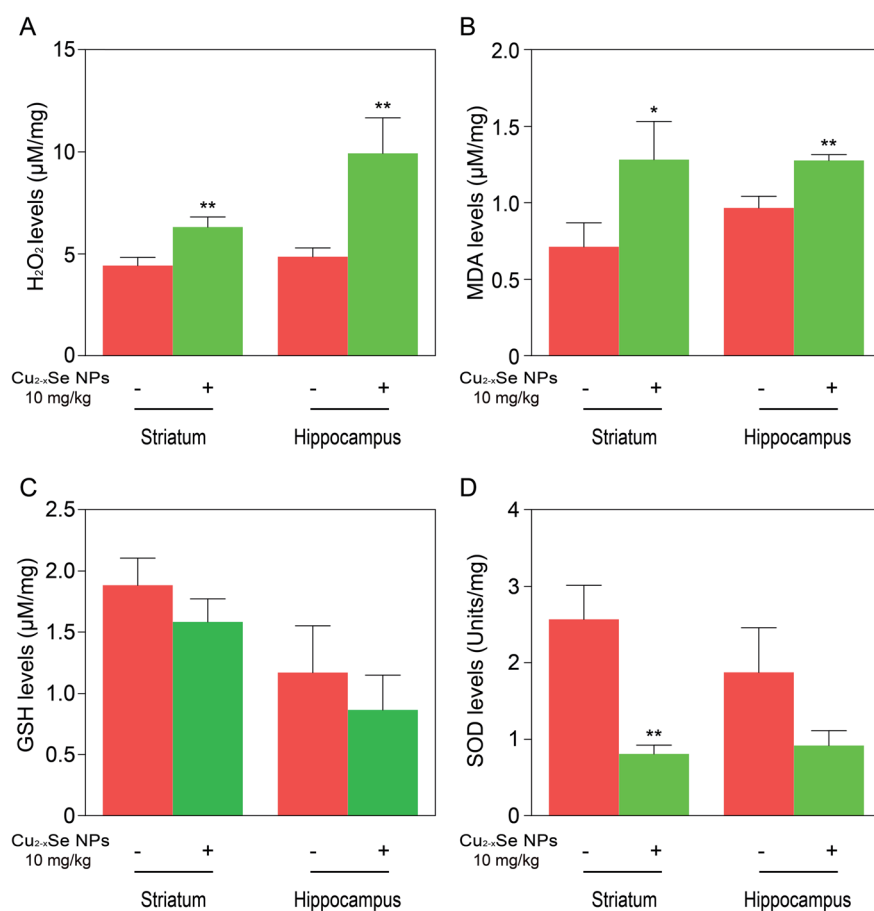 A
H₂O₂ levels (μM/mg)
15
10
5
0
**
**
Cu₂₋ₓSe NPs
10 mg/kg
- + - +
Striatum Hippocampus
B
MDA levels (μM/mg)
2.0
1.5
1.0
0.5
0
*
**
Cu₂₋ₓSe NPs
10 mg/kg
- + - +
Striatum Hippocampus
C
GSH levels (μM/mg)
2.5
2.0
1.5
1.0
0.5
0
Cu₂₋ₓSe NPs
10 mg/kg
- + - +
Striatum Hippocampus
D
SOD levels (Units/mg)
4
3
2
1
0
**
Cu₂₋ₓSe NPs
10 mg/kg
- + - +
Striatum Hippocampus